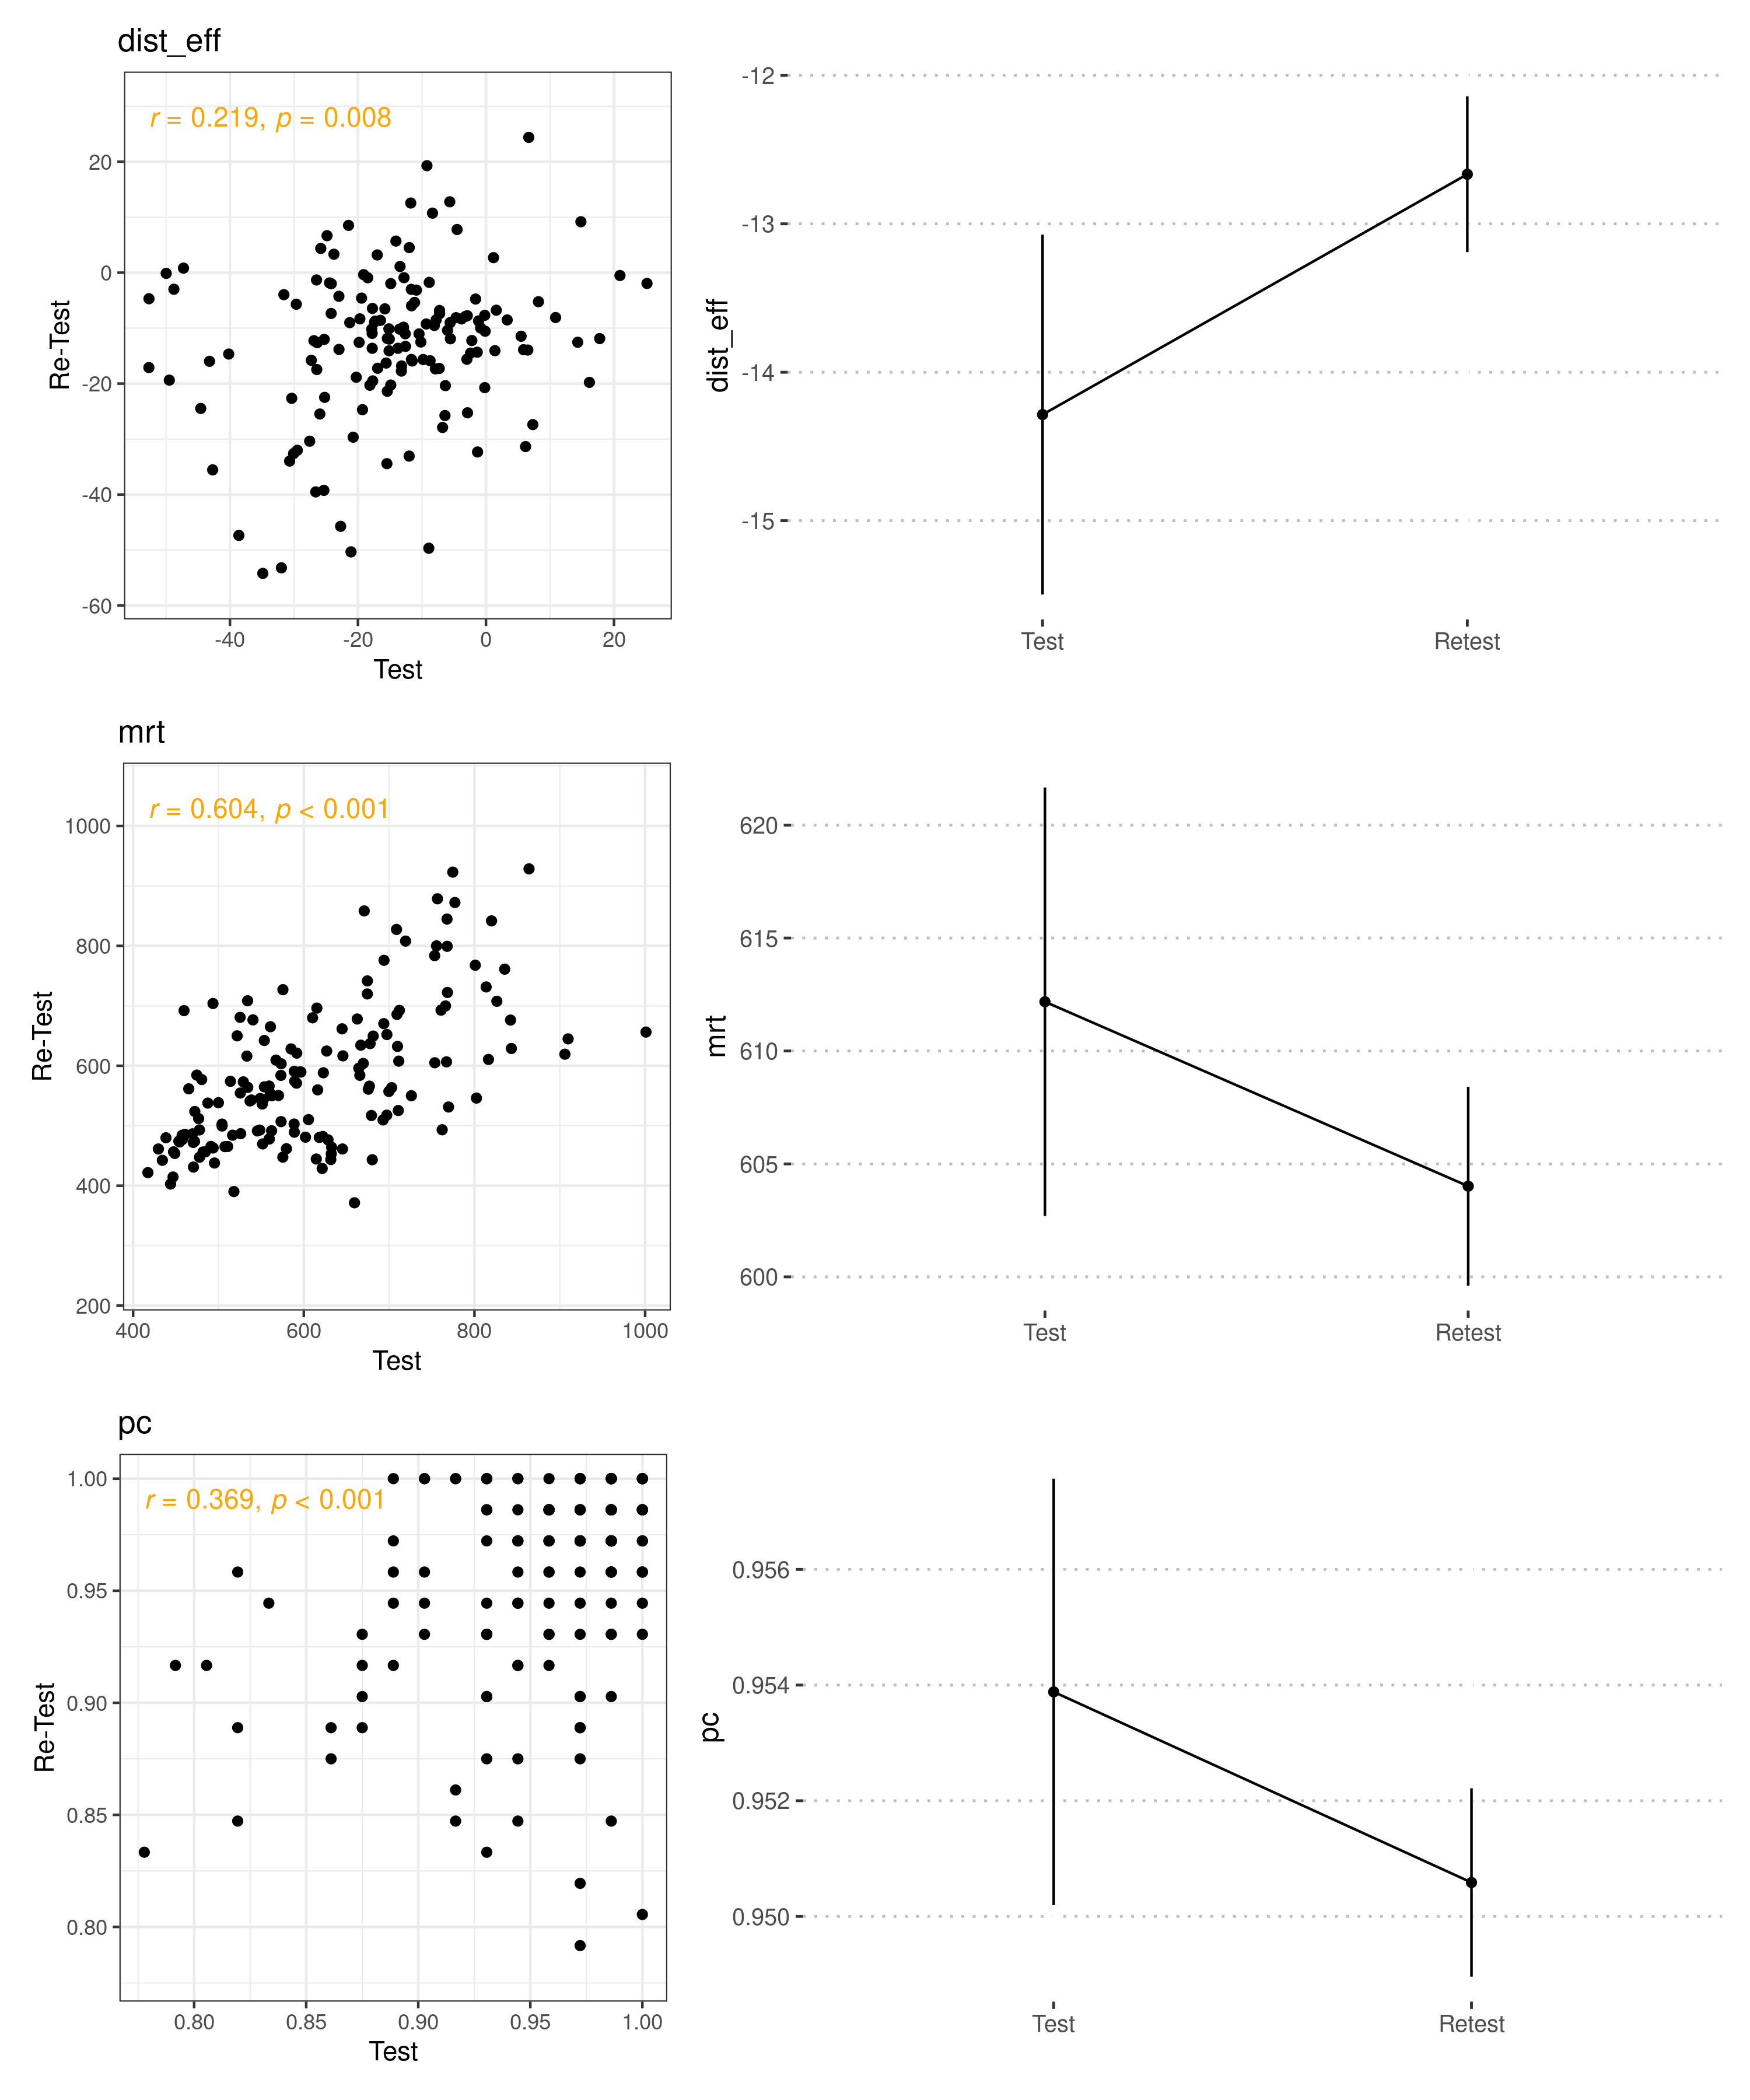 dist_eff
r = 0.219, p = 0.008
20
0
-20
-40
-60
Re-Test
-40 -20 0 20
Test
-12
-13
-14
-15
dist_eff
Test Retest
mrt
r = 0.604, p < 0.001
1000
800
600
400
200
Re-Test
400 600 800 1000
Test
620
615
610
605
600
mrt
Test Retest
pc
r = 0.369, p < 0.001
1.00
0.95
0.90
0.85
0.80
Re-Test
0.80 0.85 0.90 0.95 1.00
Test
0.956
0.954
0.952
0.950
pc
Test Retest